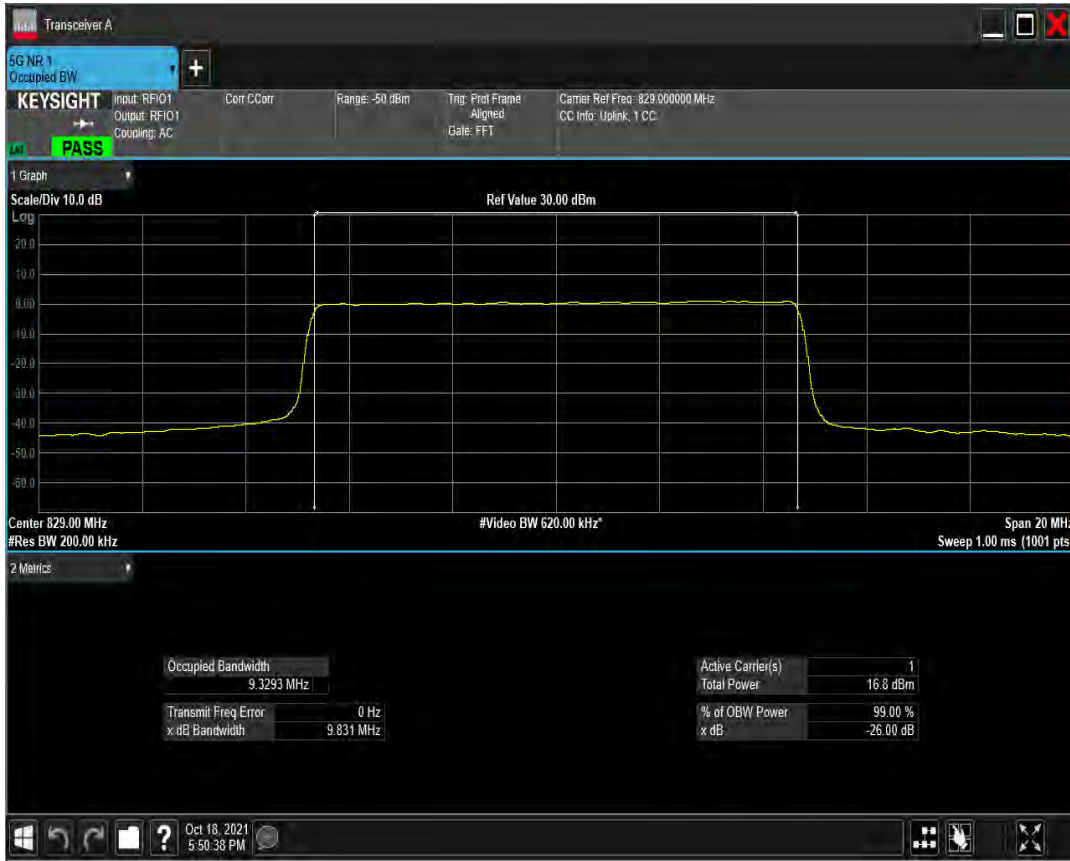 Transceiver A
5G NR 1
Occupied BW
+
KEYSIGHT
Input: RFIO1
Output: RFIO1
Coupling: AC
Corr CCorr
Range: -50 dBm
Trig: Prot Frame
Aligned
Gate: FFT
Carrier Ref Freq: 829.000000 MHz
CC Info: Uplink, 1 CC
PASS
1 Graph
Scale/Div 10.0 dB
Ref Value 30.00 dBm
Log
20.0
10.0
0.00
-10.0
-20.0
-30.0
-40.0
-50.0
-60.0
Center 829.00 MHz
#Video BW 620.00 kHz*
Span 20 MHz
#Res BW 200.00 kHz
Sweep 1.00 ms (1001 pts
2 Metrics
Occupied Bandwidth
9.3293 MHz
Transmit Freq Error 0 Hz
x dB Bandwidth 9.831 MHz
Active Carrier(s) 1
Total Power 16.8 dBm
% of OBW Power 99.00 %
x dB -26.00 dB
?
Oct 18, 2021
5:50:38 PM